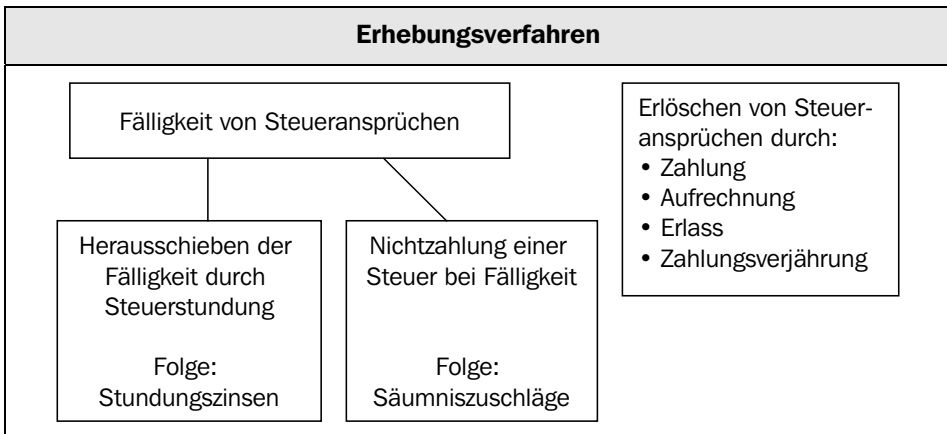 Erhebungsverfahren
Fälligkeit von Steueransprüchen
Herausschieben der
Fälligkeit durch
Steuerstundung
Folge:
Stundungszinsen
Nichtzahlung einer
Steuer bei Fälligkeit
Folge:
Säumniszuschläge
Erlöschen von Steuer-
ansprüchen durch:
• Zahlung
• Aufrechnung
• Erlass
• Zahlungsverjährung